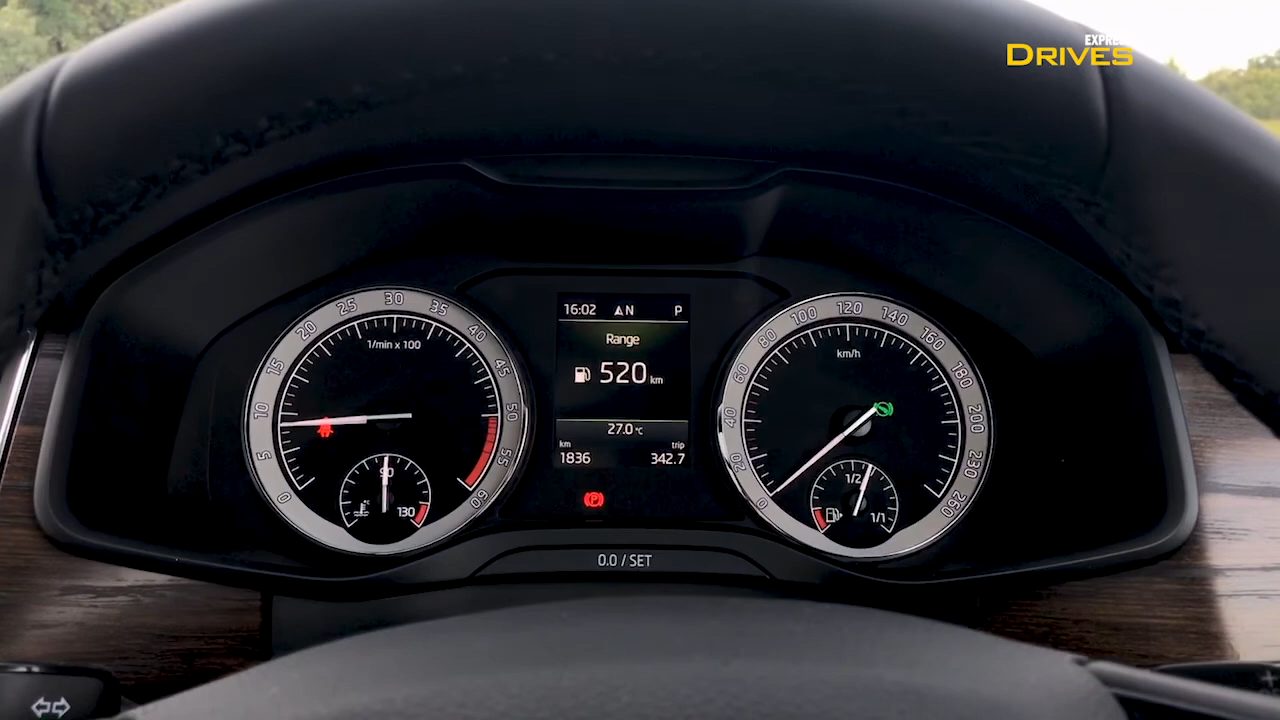 EXPRESS
DRIVES
0 5 10 15 20 25 30 35 40 45 50 55 60
1/min x 100
90
130
16:02 N P
Range
520 km
27.0 °C
km
1836
trip
342.7
0 20 40 60 80 100 120 140 160 180 200 230 260
km/h
1/2
1/1
P
0.0 / SET